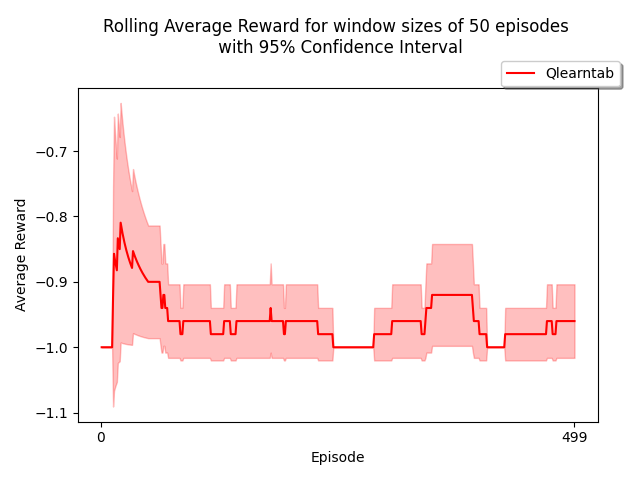 Rolling Average Reward for window sizes of 50 episodes
with 95% Confidence Interval
Qlearntab
−0.7
−0.8
−0.9
−1.0
−1.1
Average Reward
0
499
Episode